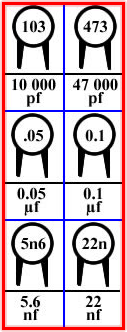 103 473
10 000 47 000
pf pf
.05 0.1
0.05 0.1
µf µf
5n6 22n
5.6 22
nf nf